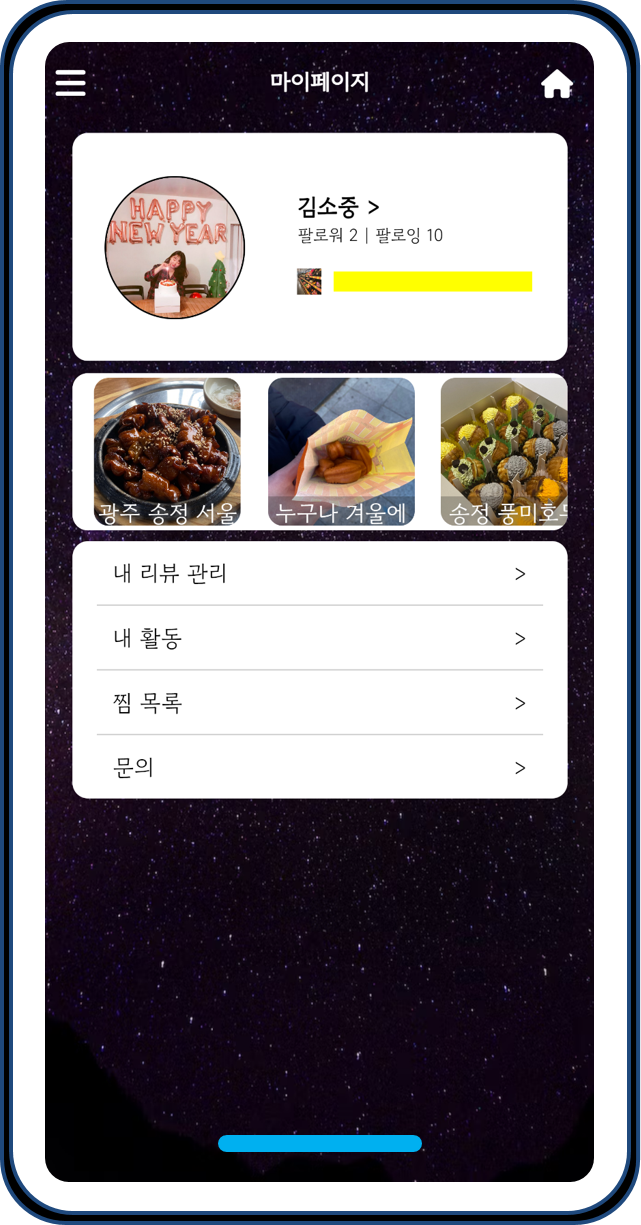 마이페이지
HAPPY
NEW YEAR
김소중 >
팔로워 2 | 팔로잉 10
광주 송정 서울
누구나 겨울에
송정 풍미호두
내 리뷰 관리 >
내 활동 >
찜 목록 >
문의 >